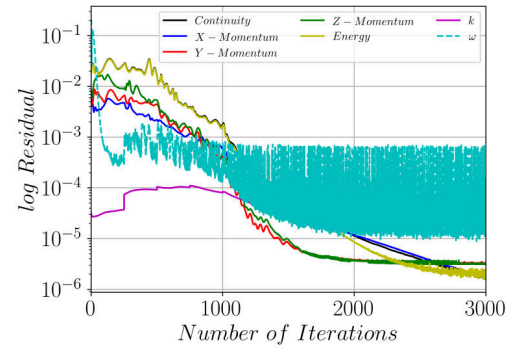 Continuity
X − Momentum
Y − Momentum
Z − Momentum
Energy
k
ω
log Residual
10⁻¹
10⁻²
10⁻³
10⁻⁴
10⁻⁵
10⁻⁶
0
1000
2000
3000
Number of Iterations